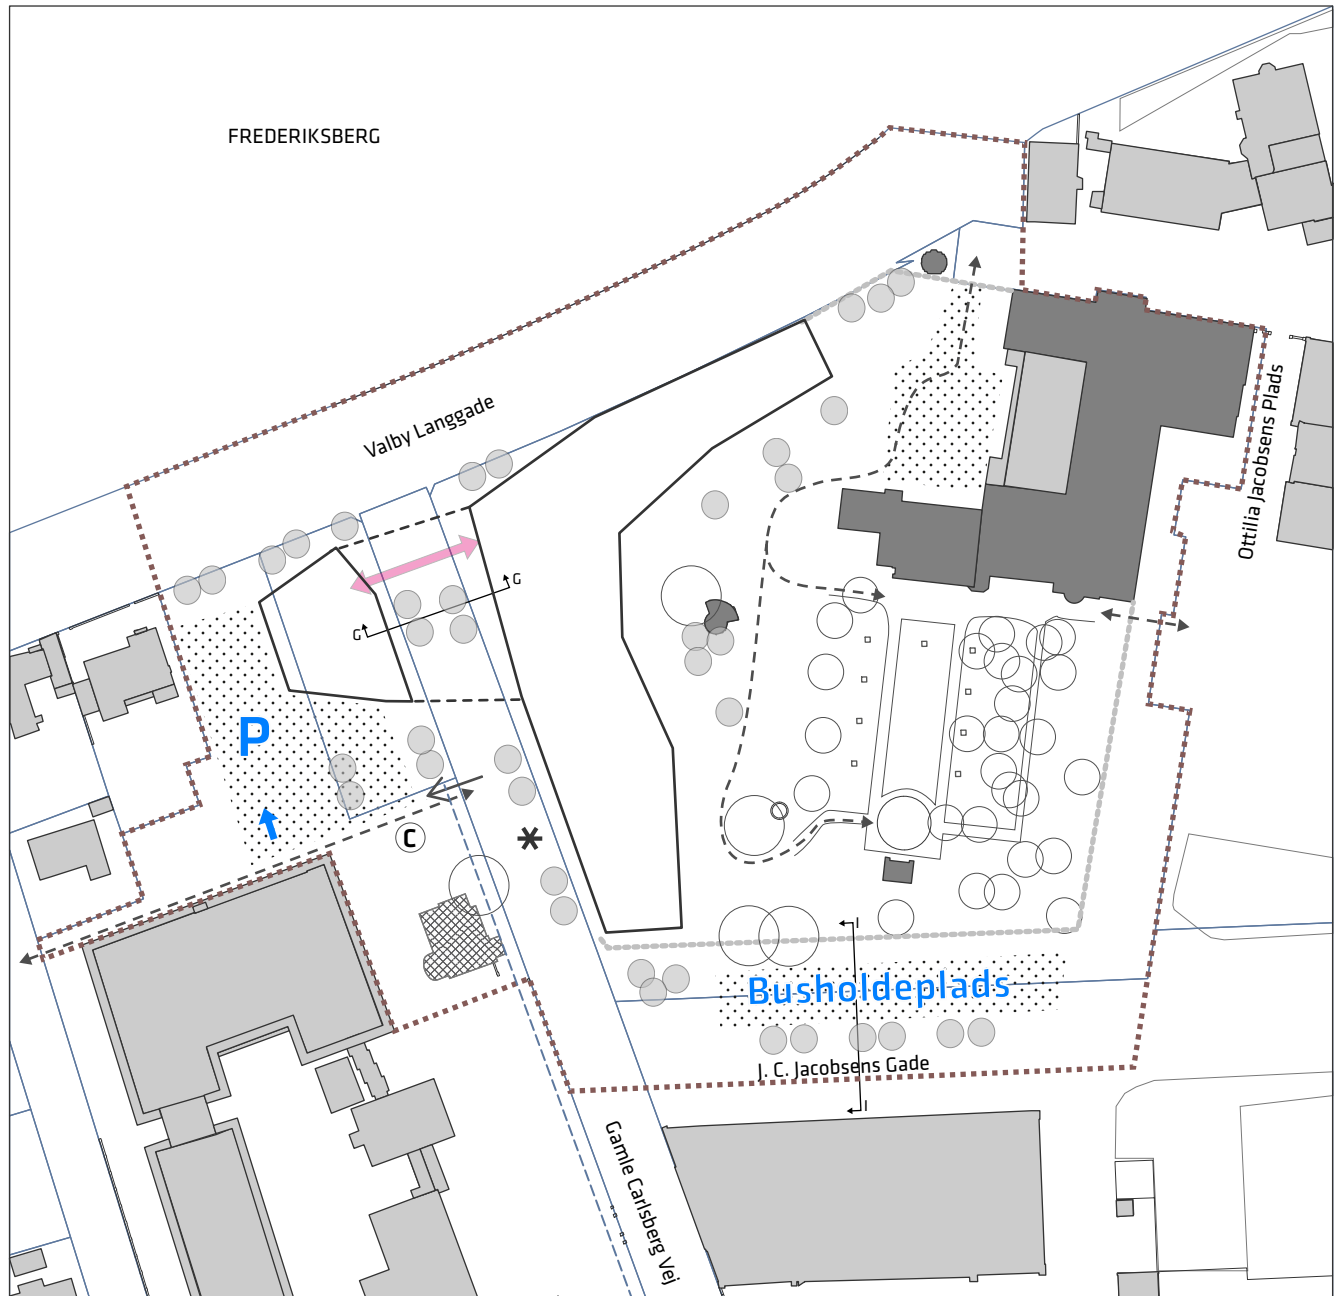 FREDERIKSBERG
Valby Langgade
Ottilia Jacobsens Plads
G
G
P
C
*
I
Busholdeplads
J. C. Jacobsens Gade
I
Gamle Carlsberg Vej